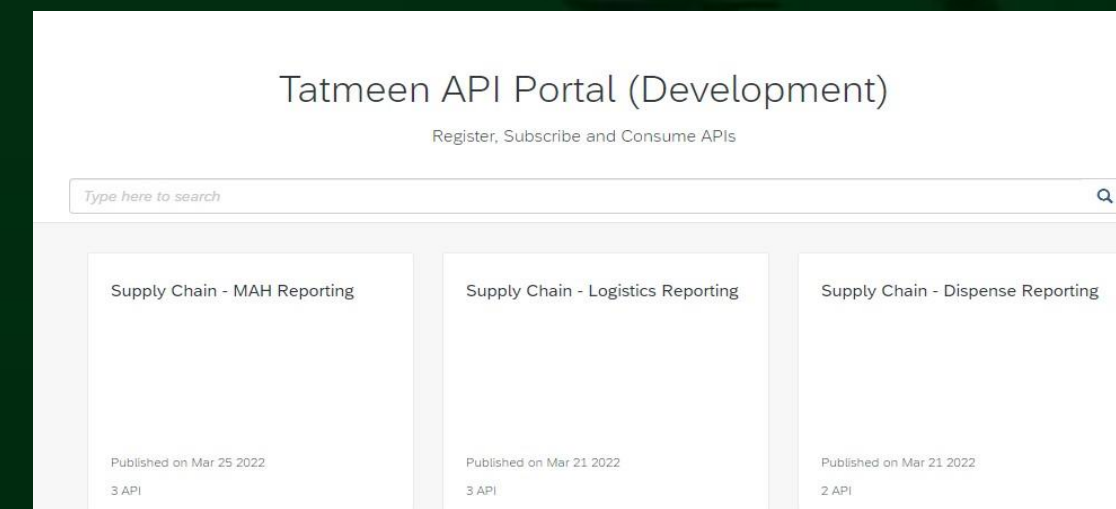 Tatmeen API Portal (Development)
Register, Subscribe and Consume APIs
Type here to search
Supply Chain - MAH Reporting
Published on Mar 25 2022
3 API
Supply Chain - Logistics Reporting
Published on Mar 21 2022
3 API
Supply Chain - Dispense Reporting
Published on Mar 21 2022
2 API